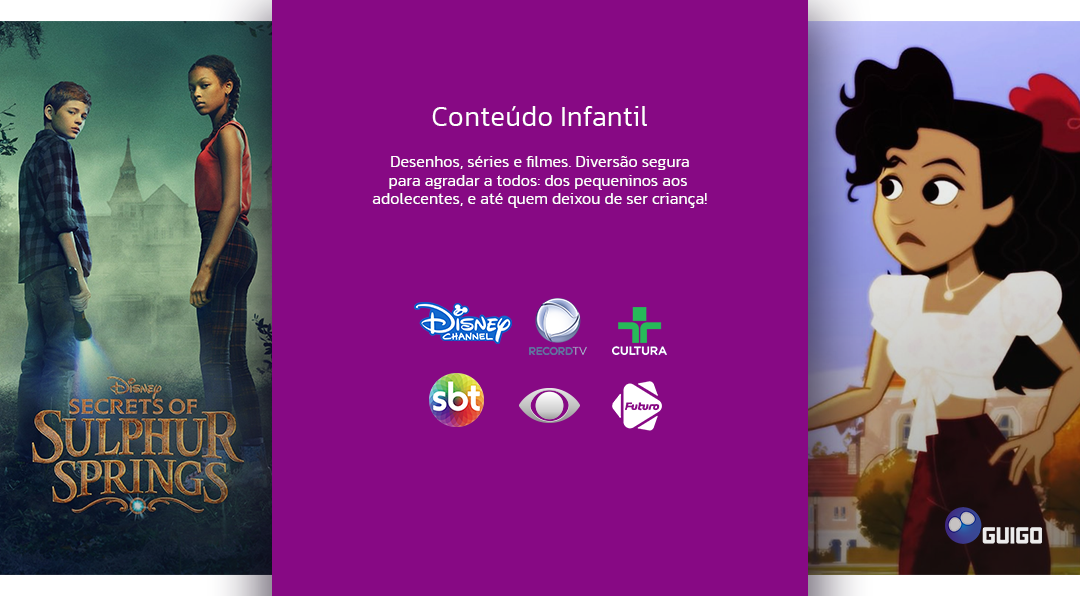 Conteúdo Infantil
Desenhos, séries e filmes. Diversão segura
para agradar a todos: dos pequeninos aos
adolecentes, e até quem deixou de ser criança!
Disney
CHANNEL
RECORDTV
CULTURA
sbt
Futura
Disney
SECRETS OF
SULPHUR
SPRINGS
GUIGO